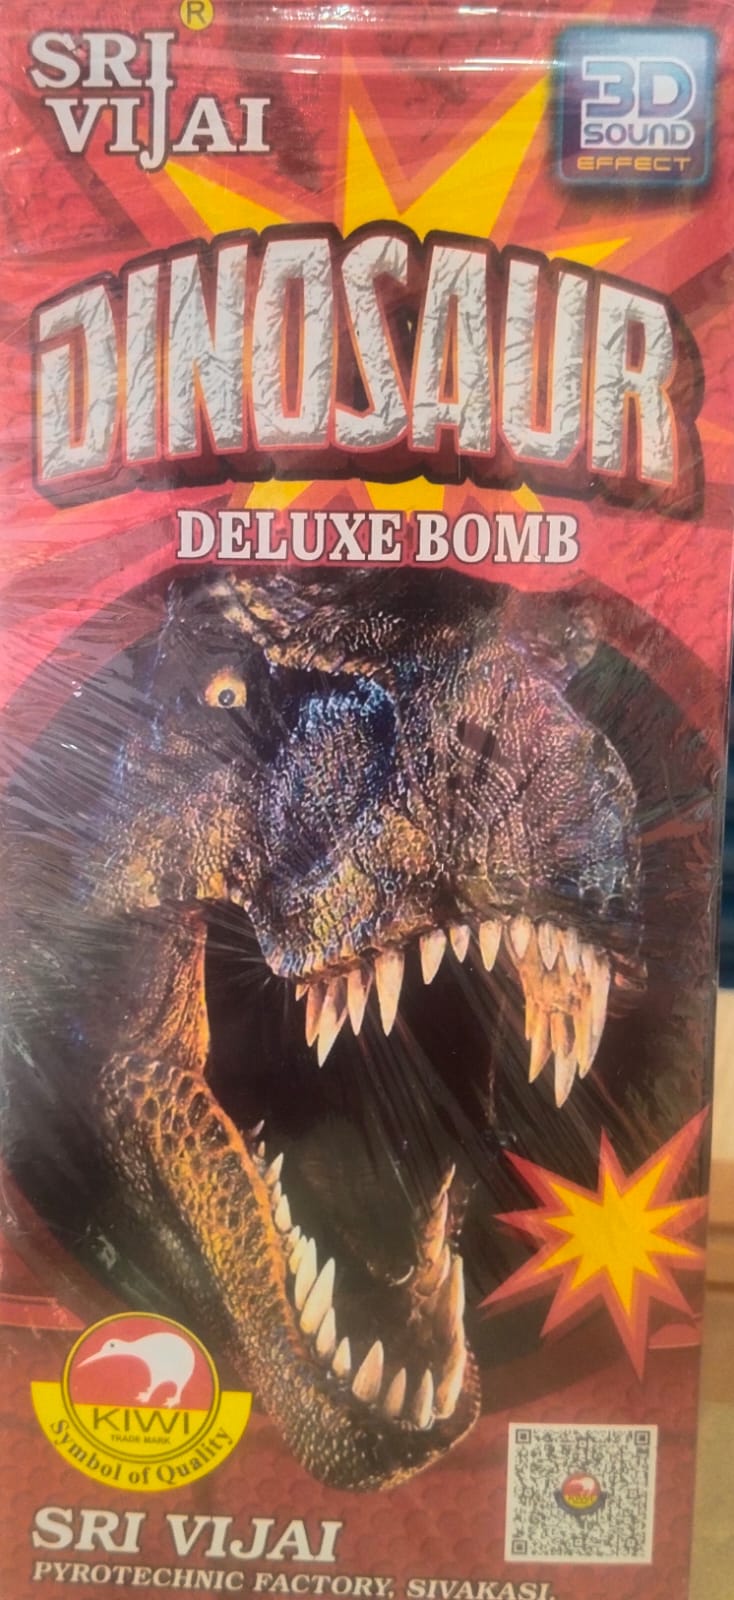 ®
SRI
VIJAI
3D
SOUND
EFFECT
DINOSAUR
DELUXE BOMB
KIWI
TRADE MARK
Symbol of Quality
SRI VIJAI
PYROTECHNIC FACTORY, SIVAKASI.